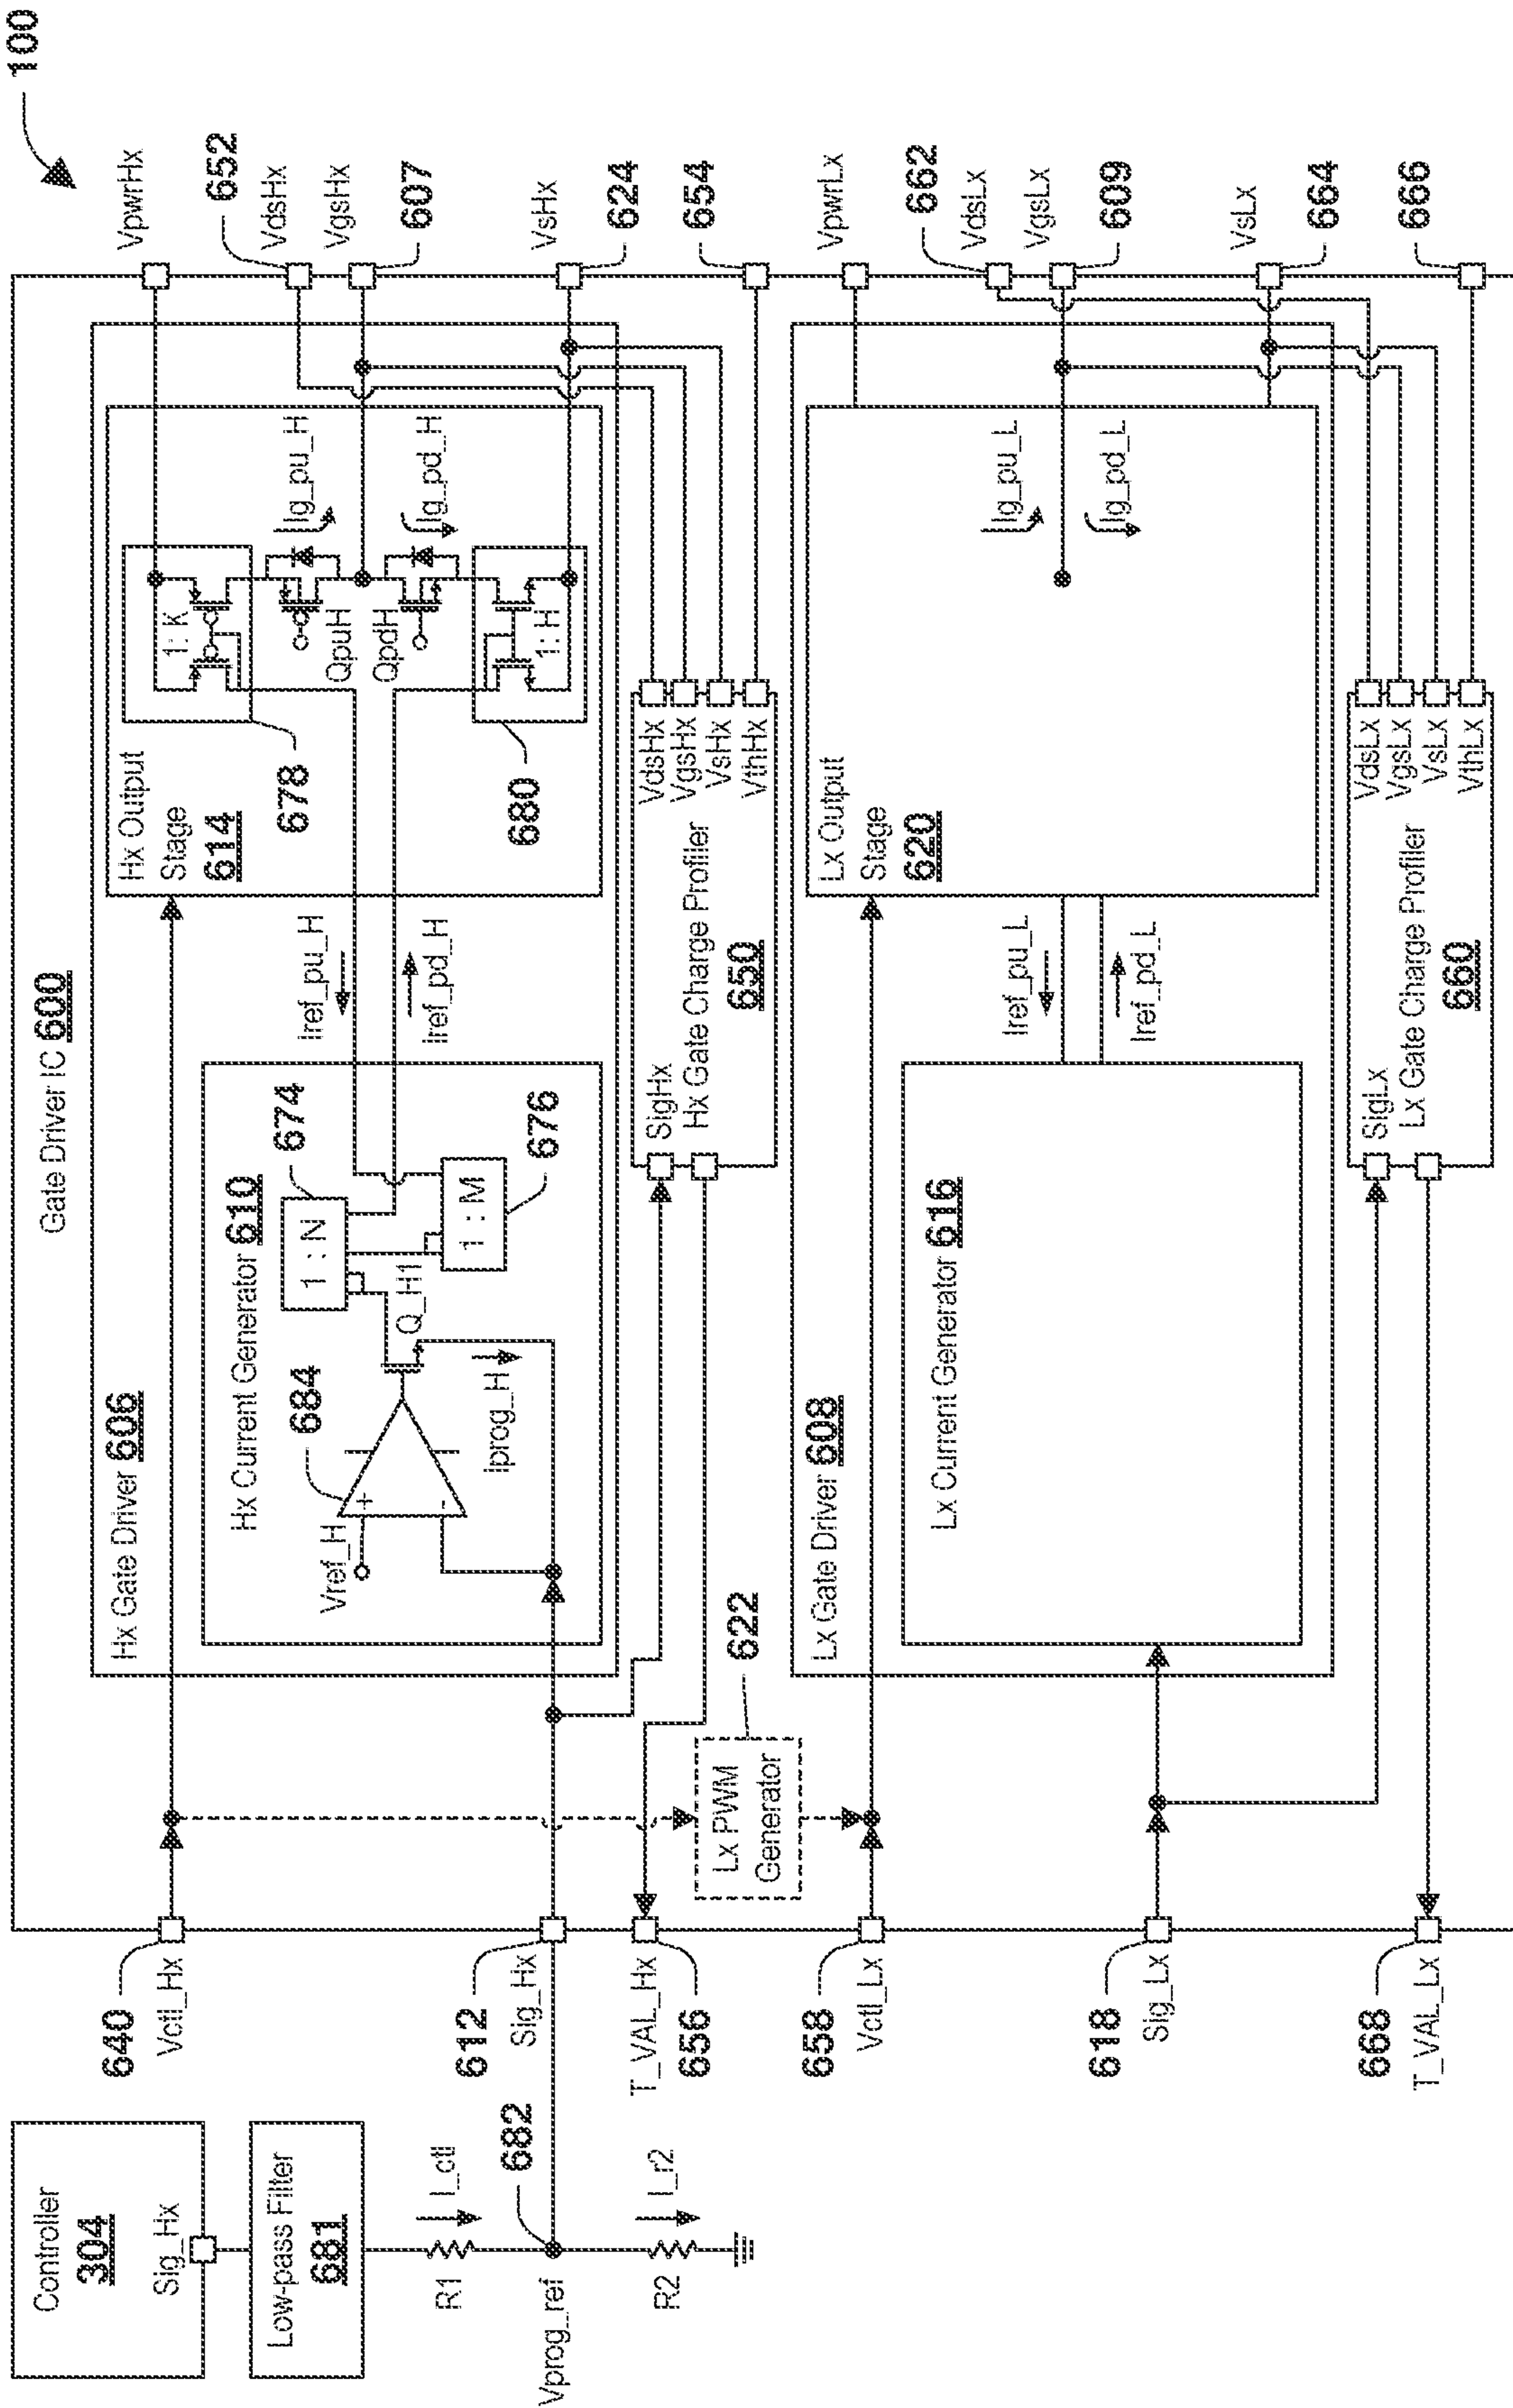 100
Controller
304
Sig_Hx
Low-pass Filter
681
R1
I_ctl
Vprog_ref
682
R2
I_r2
640
Vctl_Hx
612
Sig_Hx
T_VAL_Hx
656
658
Vctl_Lx
618
Sig_Lx
668
T_VAL_Lx
Gate Driver IC 600
Hx Gate Driver 606
Hx Current Generator 610
684
Vref_H
+
-
Q_H1
iprog_H
1 : N
674
1 : M
676
Iref_pu_H
Iref_pd_H
Hx Output
Stage
614
678
680
1: K
QpuH
QpdH
1: H
Ig_pu_H
Ig_pd_H
SigHx
Hx Gate Charge Profiler
650
VdsHx
VgsHx
VsHx
VthHx
Lx PWM
Generator
622
Lx Gate Driver 608
Lx Current Generator 616
Iref_pu_L
Iref_pd_L
Lx Output
Stage
620
Ig_pu_L
Ig_pd_L
SigLx
Lx Gate Charge Profiler
660
VdsLx
VgsLx
VsLx
VthLx
VpwrHx
652
VdsHx
VgsHx
607
VsHx
624
654
VpwrLx
662
VdsLx
VgsLx
609
VsLx
664
666